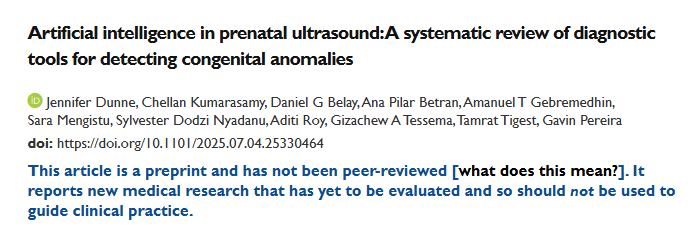 Artificial intelligence in prenatal ultrasound:A systematic review of diagnostic
tools for detecting congenital anomalies
iD Jennifer Dunne, Chellan Kumarasamy, Daniel G Belay, Ana Pilar Betran, Amanuel T Gebremedhin,
Sara Mengistu, Sylvester Dodzi Nyadanu, Aditi Roy, Gizachew A Tessema, Tamrat Tigest, Gavin Pereira
doi: https://doi.org/10.1101/2025.07.04.25330464
This article is a preprint and has not been peer-reviewed [what does this mean?]. It
reports new medical research that has yet to be evaluated and so should not be used to
guide clinical practice.